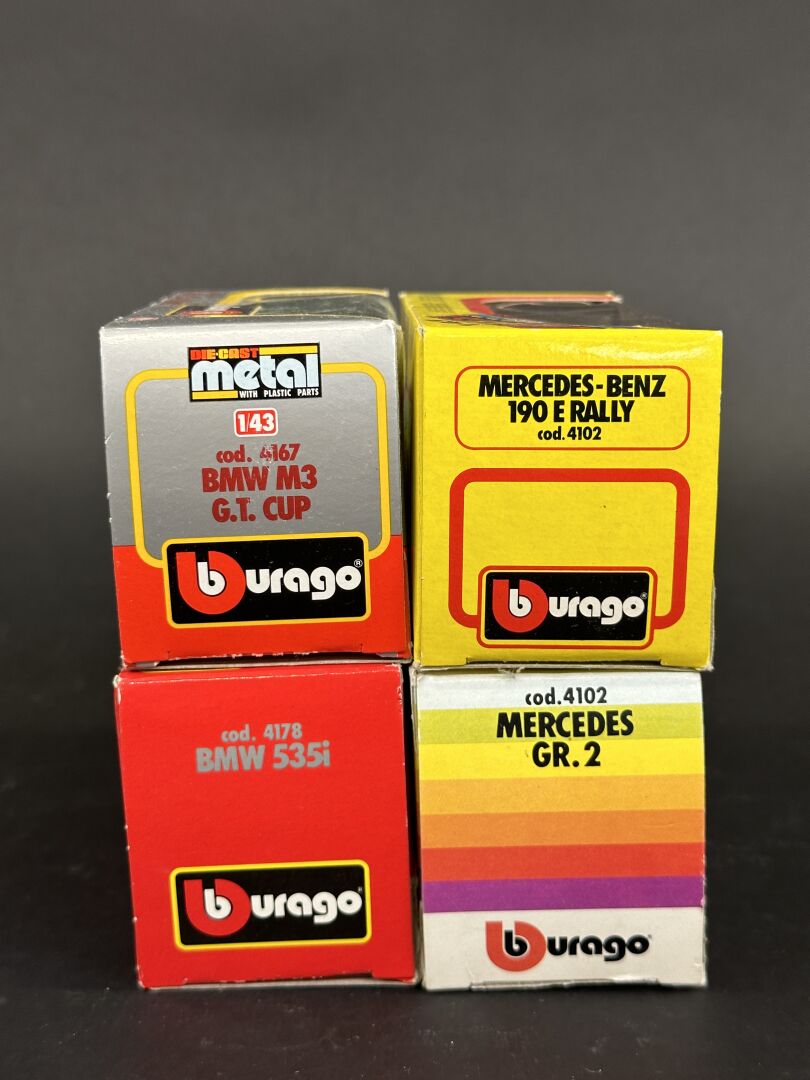 DIE-CAST
metal
WITH PLASTIC PARTS
1/43
cod. 4167
BMW M3
G.T. CUP
burago®
MERCEDES-BENZ
190 E RALLY
cod. 4102
burago®
cod. 4178
BMW 535i
burago®
cod. 4102
MERCEDES
GR. 2
burago